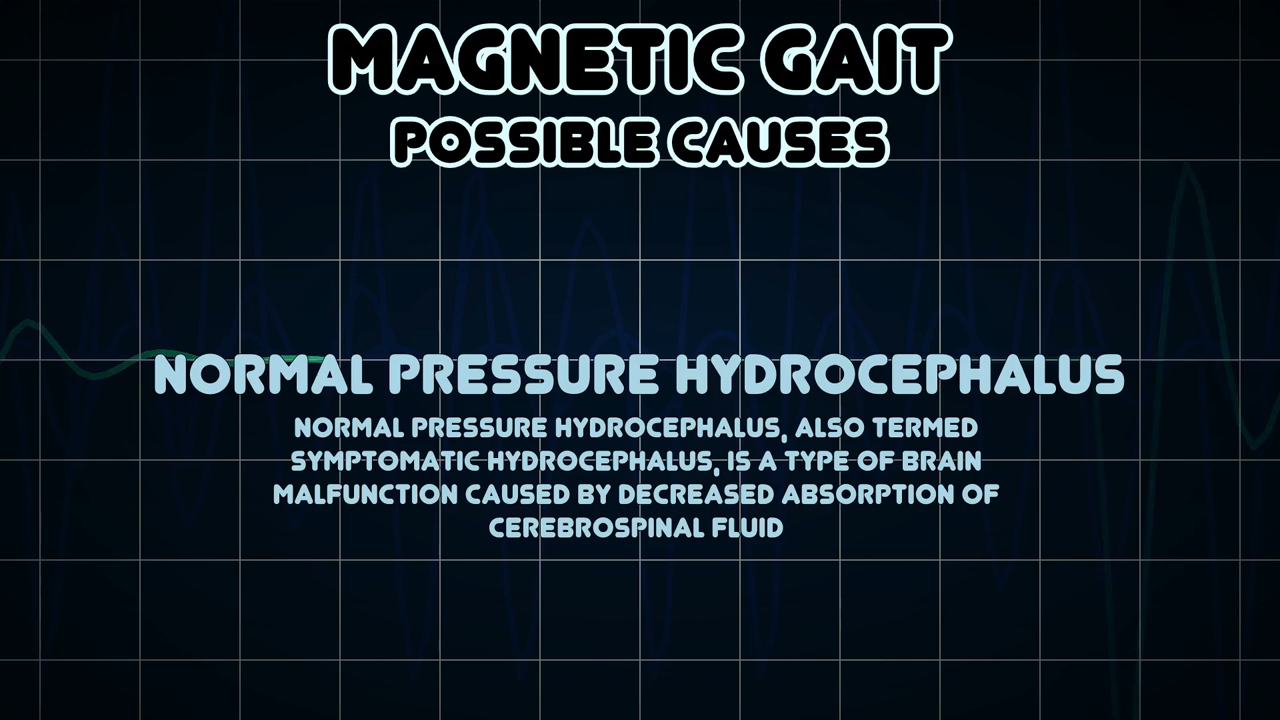 MAGNETIC GAIT
POSSIBLE CAUSES
NORMAL PRESSURE HYDROCEPHALUS
NORMAL PRESSURE HYDROCEPHALUS, ALSO TERMED
SYMPTOMATIC HYDROCEPHALUS, IS A TYPE OF BRAIN
MALFUNCTION CAUSED BY DECREASED ABSORPTION OF
CEREBROSPINAL FLUID